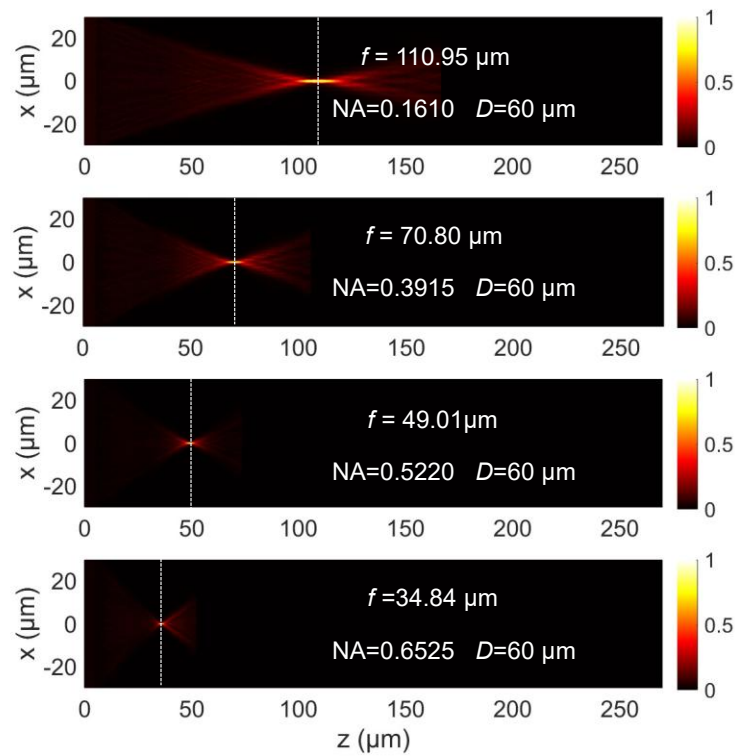 20
0
-20
x (µm)
f = 110.95 µm
NA=0.1610 D=60 µm
0 50 100 150 200 250
1
0.5
0
20
0
-20
x (µm)
f = 70.80 µm
NA=0.3915 D=60 µm
0 50 100 150 200 250
1
0.5
0
20
0
-20
x (µm)
f = 49.01µm
NA=0.5220 D=60 µm
0 50 100 150 200 250
1
0.5
0
20
0
-20
x (µm)
f =34.84 µm
NA=0.6525 D=60 µm
0 50 100 150 200 250
z (µm)
1
0.5
0